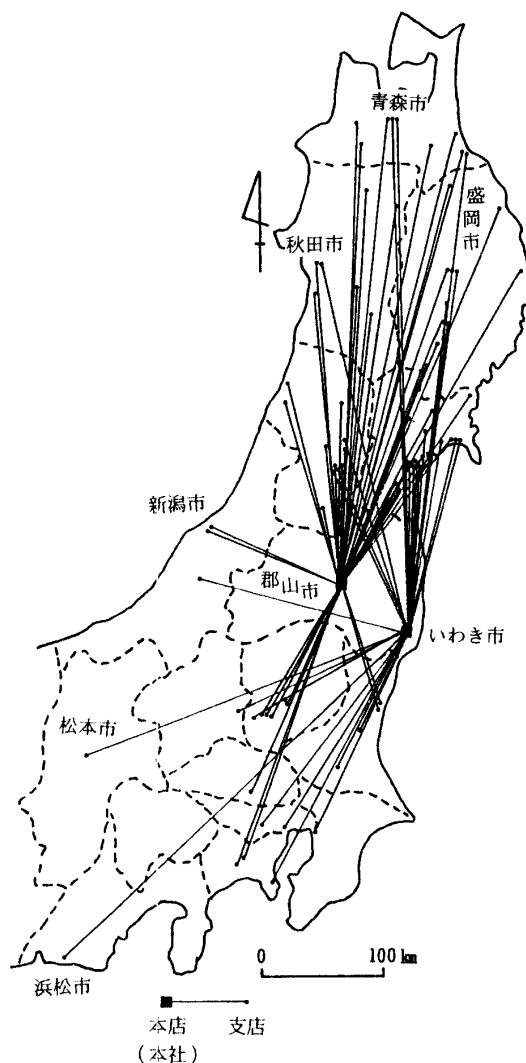 青森市
盛岡市
秋田市
新潟市
郡山市
いわき市
松本市
0 100 km
浜松市
本店 支店
(本社)